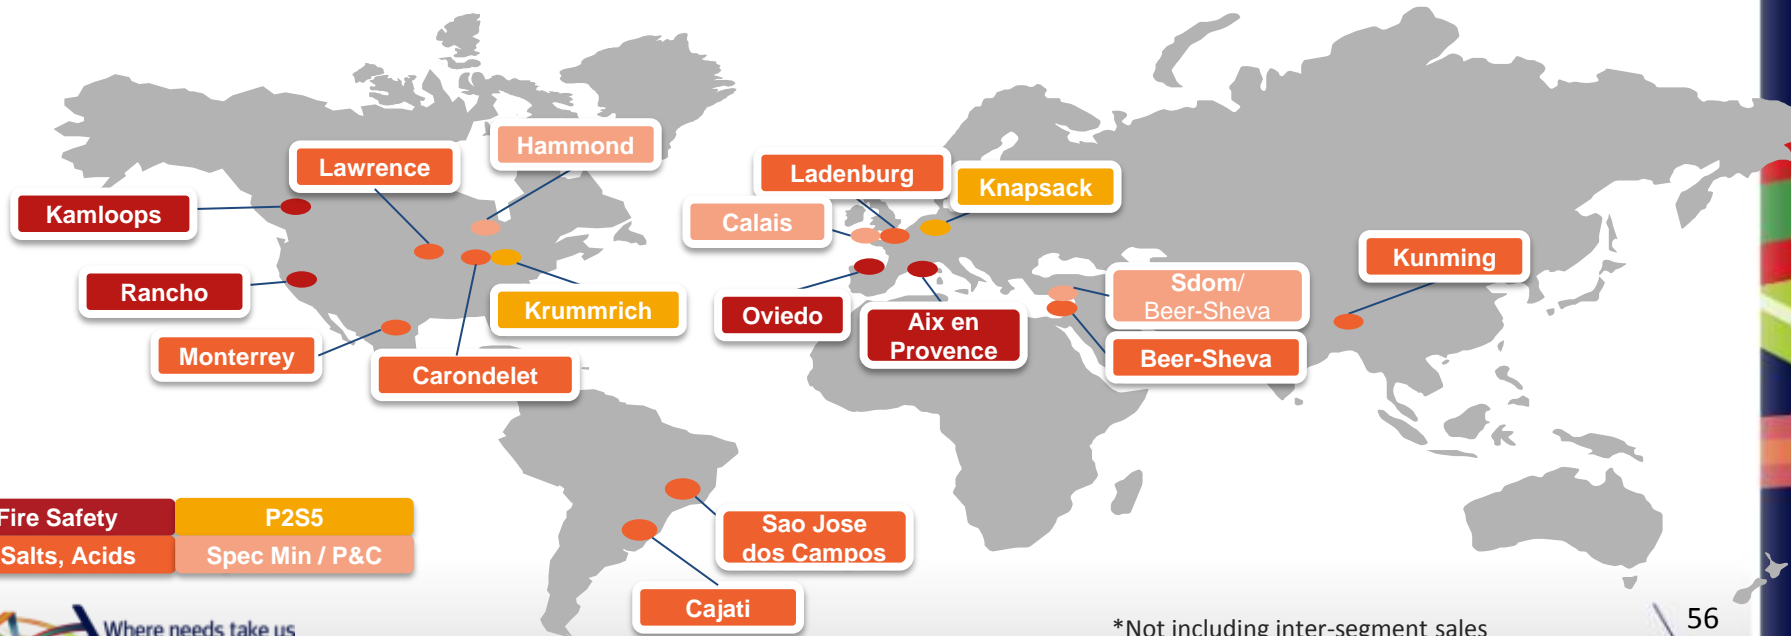 Hammond
Lawrence
Ladenburg
Knapsack
Kamloops
Calais
Kunming
Rancho
Sdom/
Beer-Sheva
Krummrich
Oviedo
Aix en
Provence
Monterrey
Beer-Sheva
Carondelet
Fire Safety
P2S5
Salts, Acids
Spec Min / P&C
Sao Jose
dos Campos
Cajati
Where needs take us
*Not including inter-segment sales
56